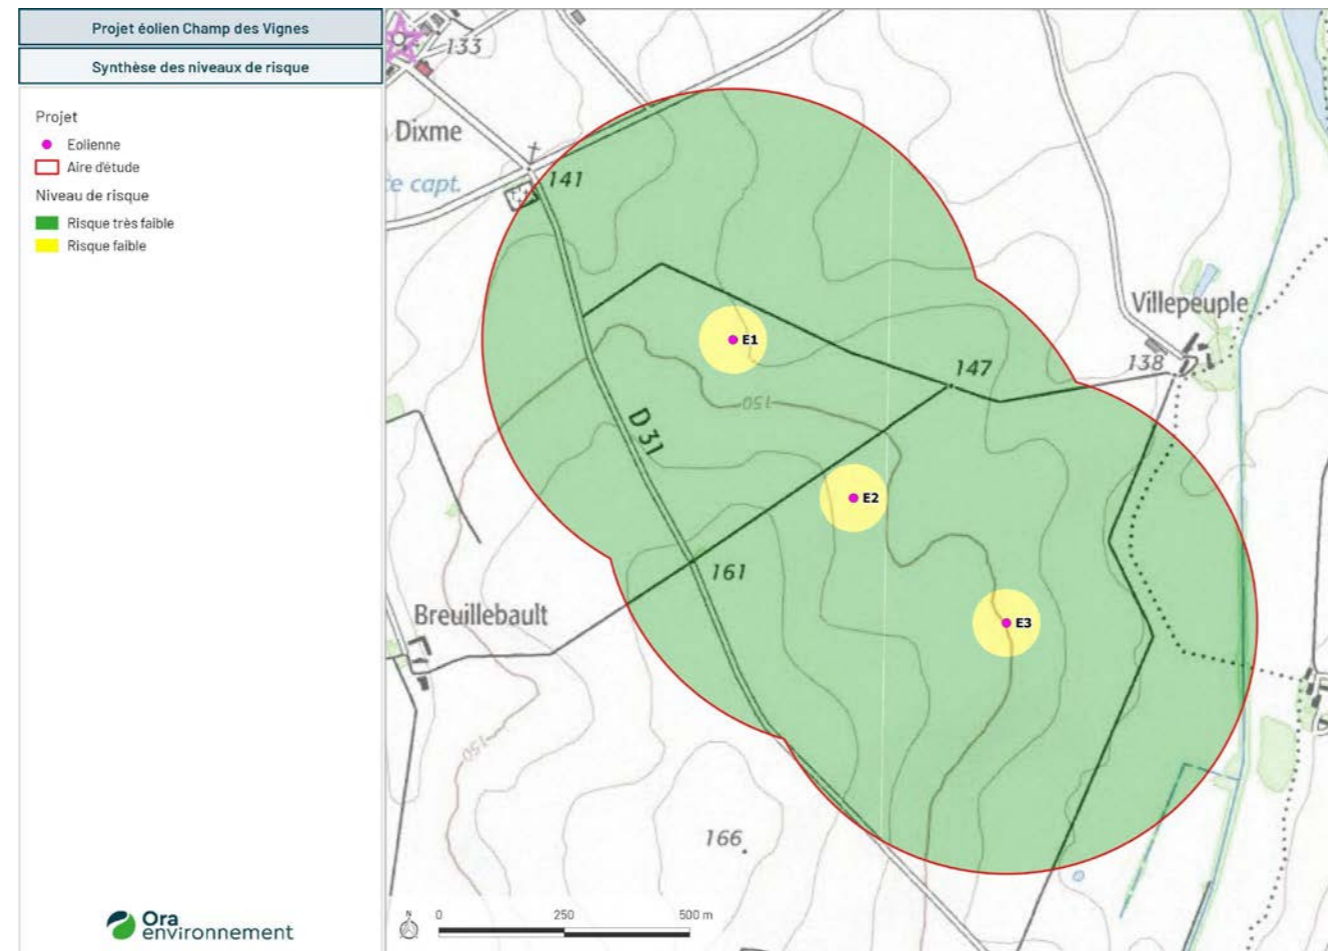 Projet éolien Champ des Vignes
Synthèse des niveaux de risque
Projet
Eolienne
Aire d'étude
Niveau de risque
Risque très faible
Risque faible
Ora
environnement
133
Dixme
e capt.
141
Villepeuple
138
147
E1
150
D 31
E2
161
Breuillebault
E3
150
166
N
0
250
500 m